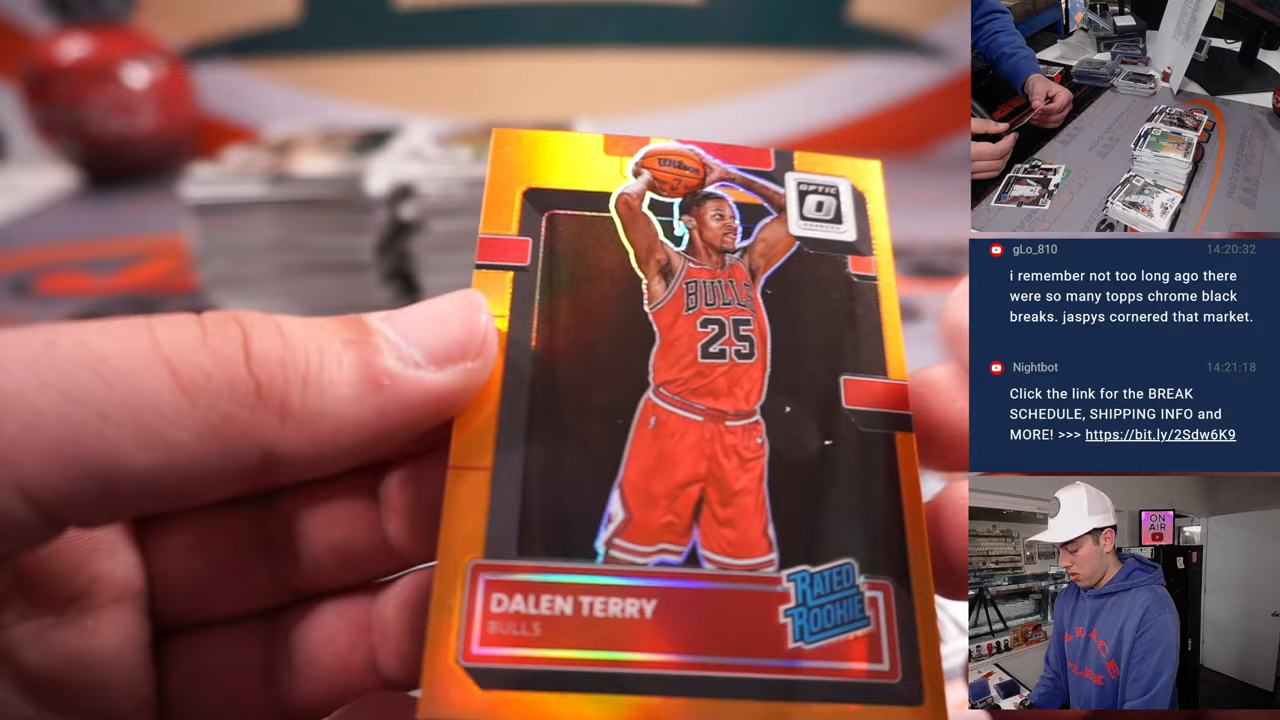 Wilson
OPTIC
BULLS
25
DALEN TERRY
BULLS
RATED
ROOKIE
gLo_810 14:20:32
i remember not too long ago there
were so many topps chrome black
breaks. jaspys cornered that market.
Nightbot 14:21:18
Click the link for the BREAK
SCHEDULE, SHIPPING INFO and
MORE! >>> https://bit.ly/2Sdw6K9
ON
AIR